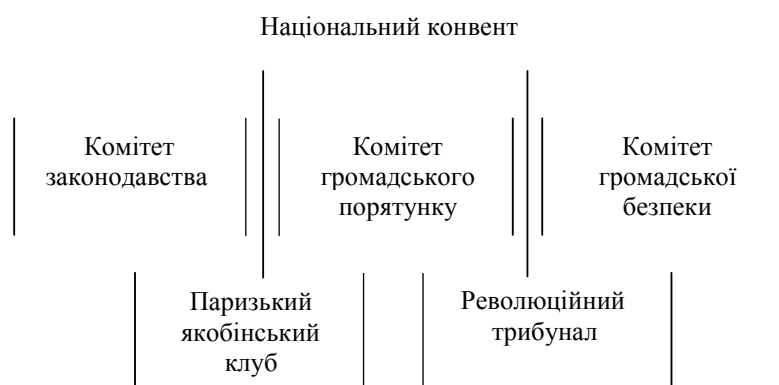 Національний конвент
Комітет
законодавства
Комітет
громадського
порятунку
Комітет
громадської
безпеки
Паризький
якобінський
клуб
Революційний
трибунал